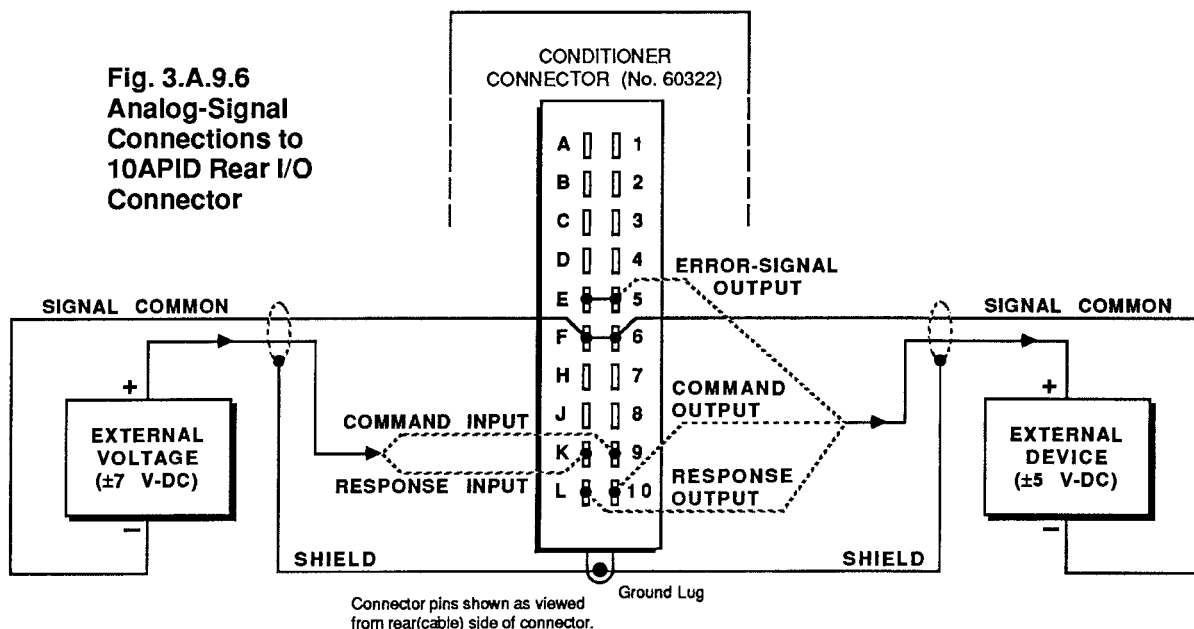 Fig. 3.A.9.6
Analog-Signal
Connections to
10APID Rear I/O
Connector
CONDITIONER
CONNECTOR (No. 60322)
A 1
B 2
C 3
D 4
E 5
F 6
H 7
J 8
K 9
L 10
ERROR-SIGNAL
OUTPUT
SIGNAL COMMON
SIGNAL COMMON
+
EXTERNAL
VOLTAGE
(±7 V-DC)
−
COMMAND INPUT
RESPONSE INPUT
COMMAND
OUTPUT
RESPONSE
OUTPUT
+
EXTERNAL
DEVICE
(±5 V-DC)
−
SHIELD
SHIELD
Ground Lug
Connector pins shown as viewed
from rear(cable) side of connector.